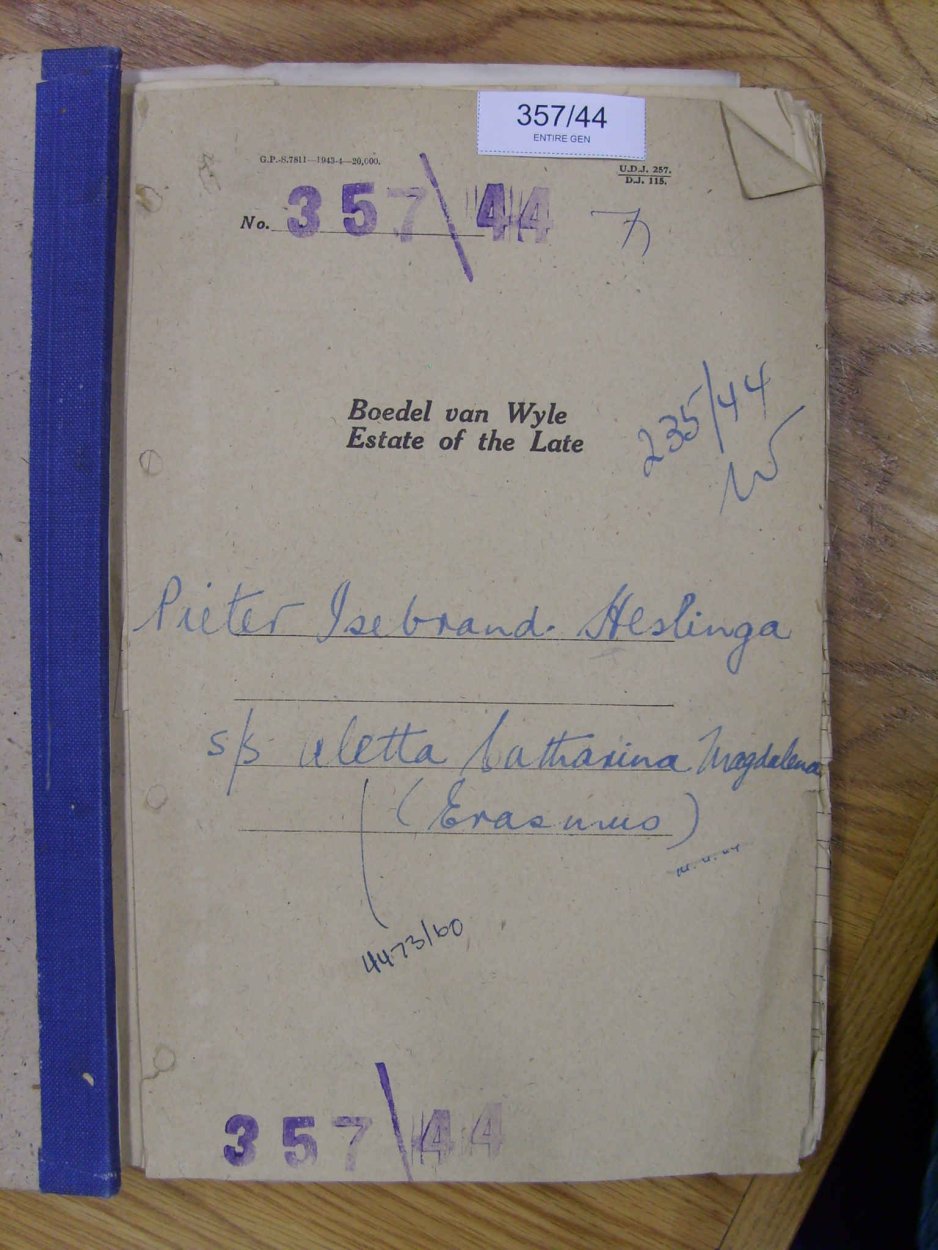 357/44
ENTIRE GEN
G.P.-S.7811—1943-4—20,000.
U.D.J. 257.
D.J. 115.
No. 357/44
235/44
Boedel van Wyle
Estate of the Late
Pieter Isebrand. Heslinga
s/s Aletta Catharina Magdalena
(Erasmus)
4473/60
357/44